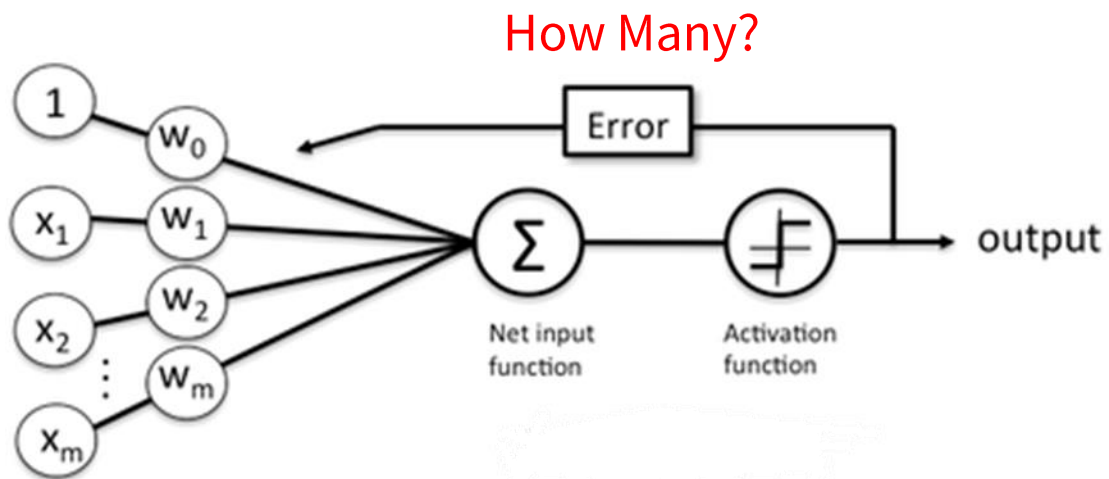 How Many?
1
w0
Error
x1
w1
Σ
output
x2
w2
Net input
function
Activation
function
⋮
wm
xm